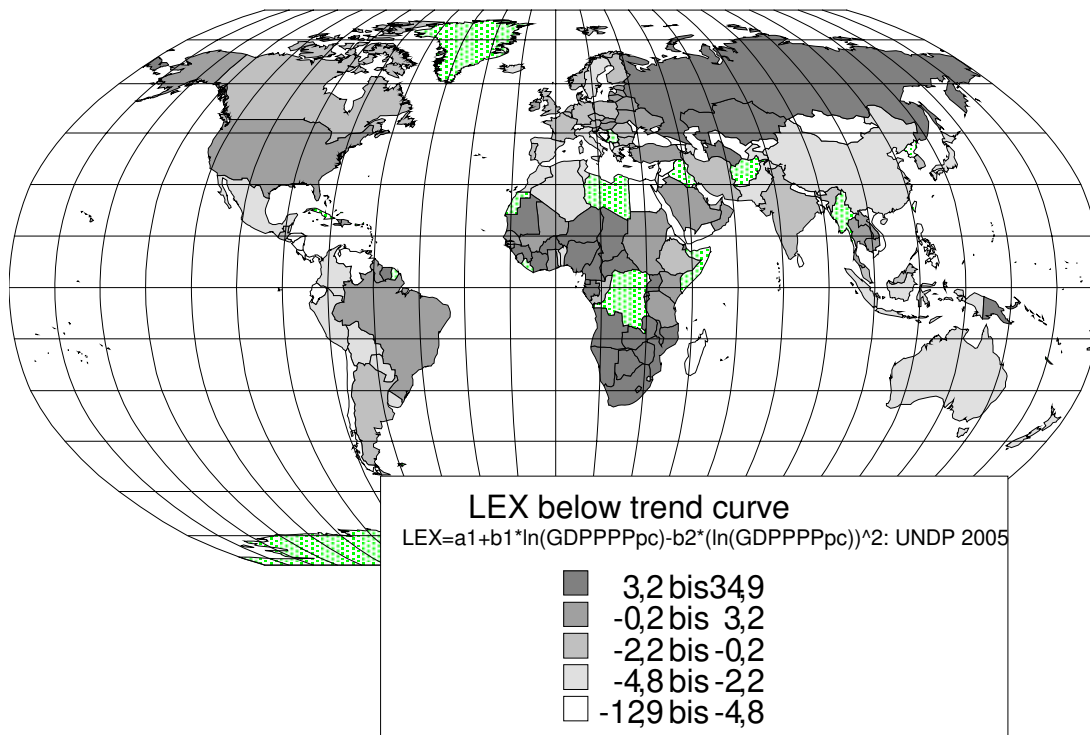 LEX below trend curve
LEX=a1+b1*ln(GDPPPPpc)-b2*(ln(GDPPPPpc))^2: UNDP 2005
3,2 bis 34,9
-0,2 bis 3,2
-2,2 bis -0,2
-4,8 bis -2,2
-12,9 bis -4,8